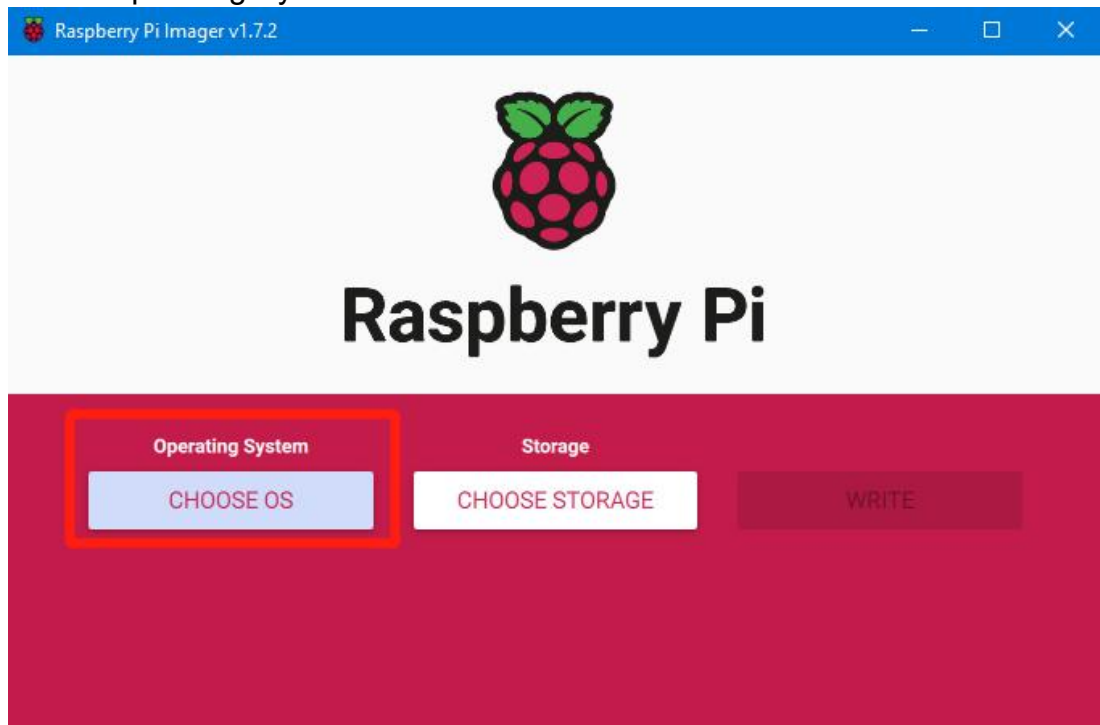 Raspberry Pi Imager v1.7.2
Raspberry Pi
Operating System
Storage
CHOOSE OS
CHOOSE STORAGE
WRITE